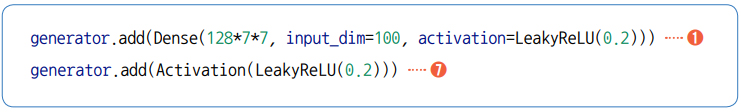 generator.add(Dense(128*7*7, input_dim=100, activation=LeakyReLU(0.2))) ····· ❶
generator.add(Activation(LeakyReLU(0.2))) ····· ❼